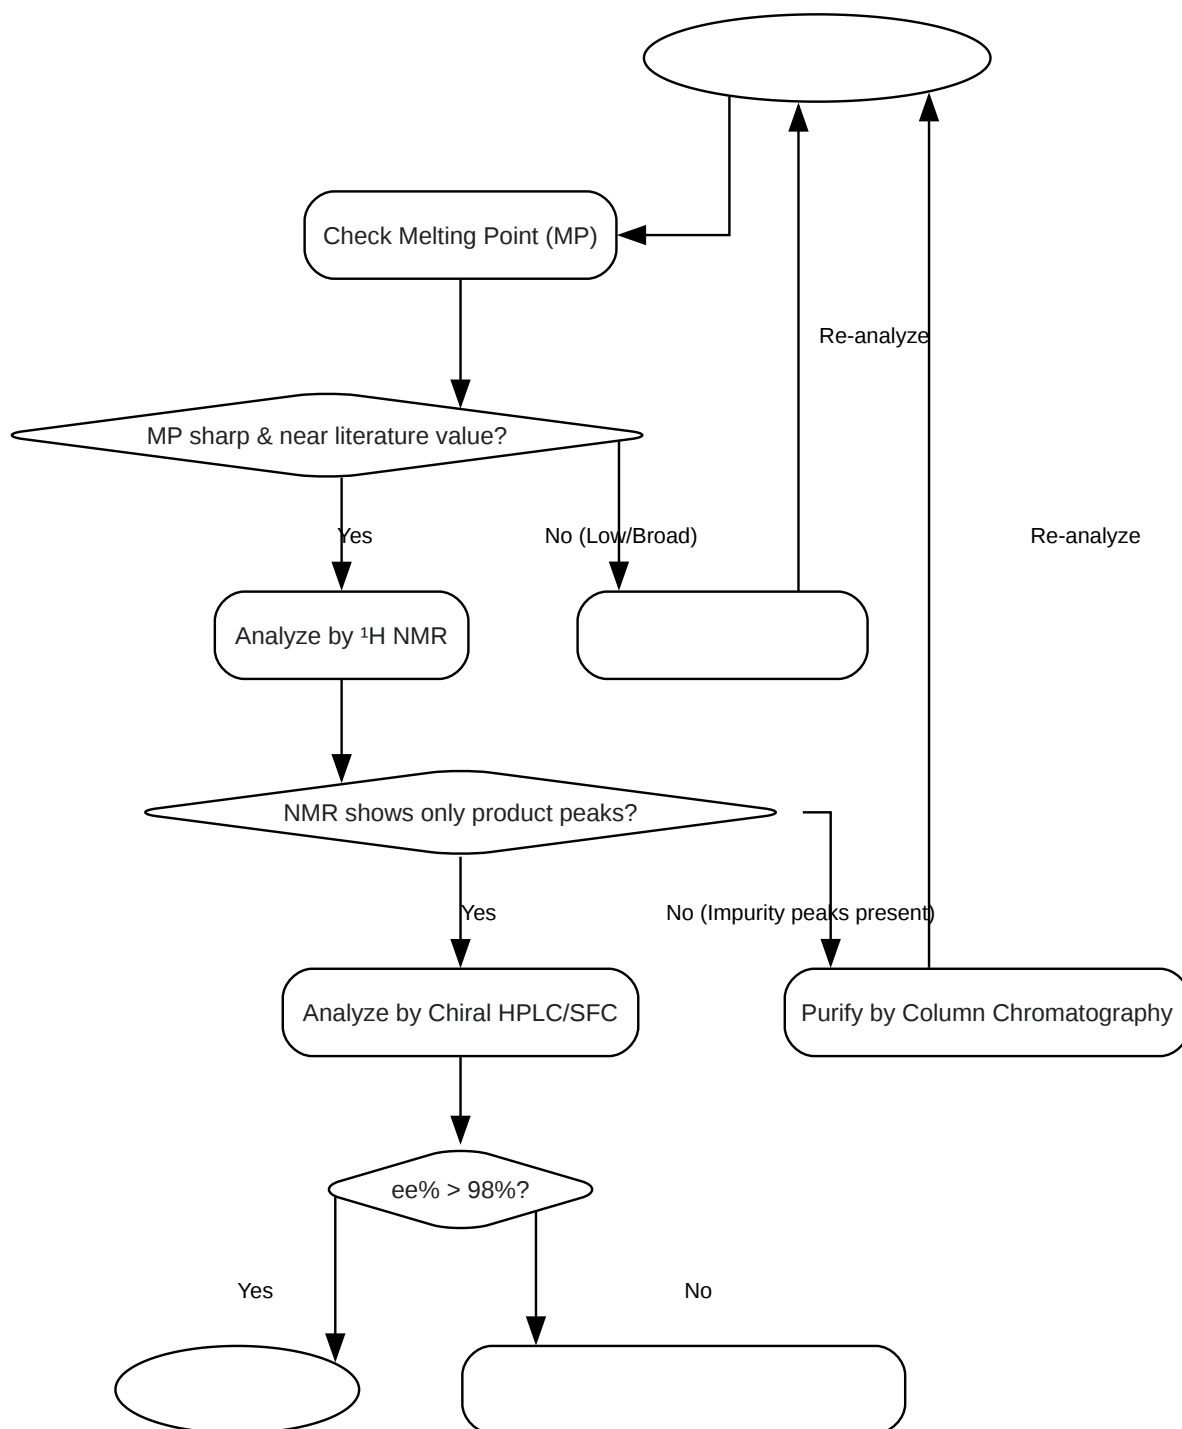 Check Melting Point (MP)
Re-analyze
MP sharp & near literature value?
Yes
No (Low/Broad)
Re-analyze
Analyze by ¹H NMR
NMR shows only product peaks?
Yes
No (Impurity peaks present)
Analyze by Chiral HPLC/SFC
Purify by Column Chromatography
ee% > 98%?
Yes
No